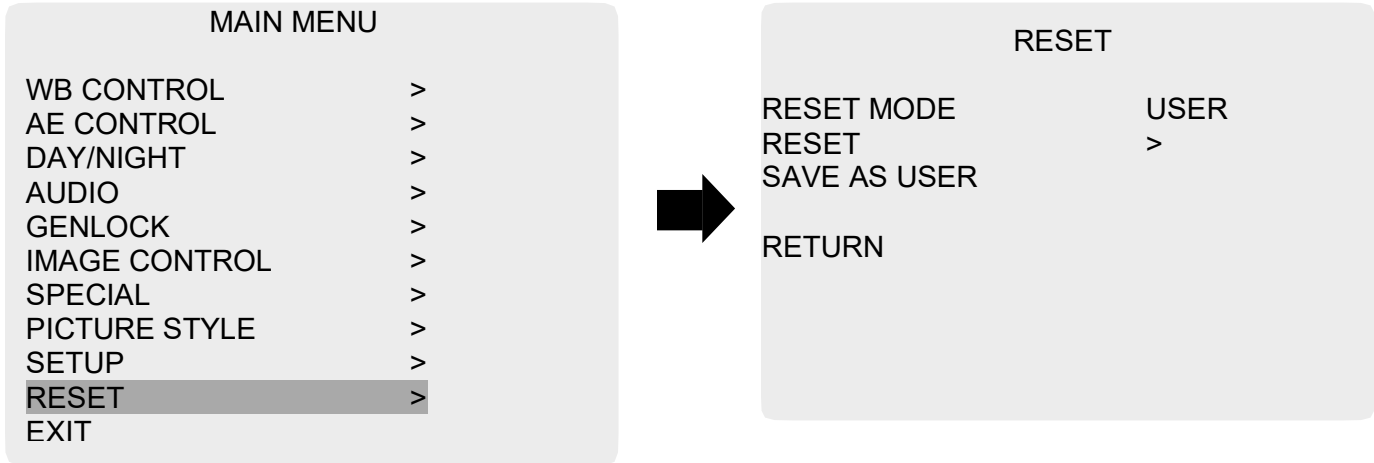 MAIN MENU
WB CONTROL >
AE CONTROL >
DAY/NIGHT >
AUDIO >
GENLOCK >
IMAGE CONTROL >
SPECIAL >
PICTURE STYLE >
SETUP >
RESET >
EXIT
RESET
RESET MODE USER
RESET >
SAVE AS USER
RETURN